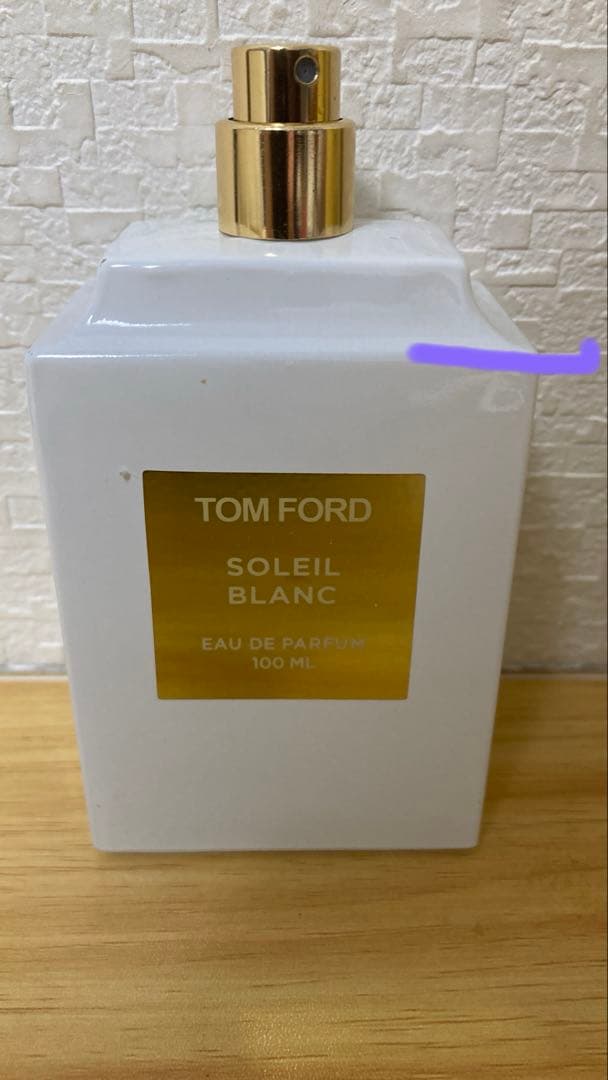 TOM FORD
SOLEIL
BLANC
EAU DE PARFUM
100 ML